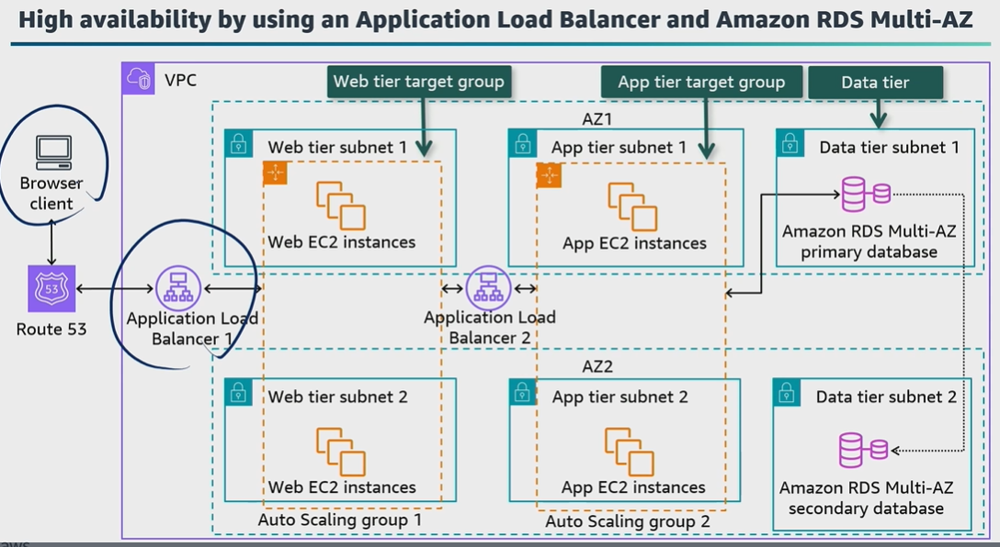 High availability by using an Application Load Balancer and Amazon RDS Multi-AZ
VPC
Web tier target group
App tier target group
Data tier
AZ1
Web tier subnet 1
App tier subnet 1
Data tier subnet 1
Browser
client
Web EC2 instances
App EC2 instances
Amazon RDS Multi-AZ
primary database
53
Route 53
Application Load
Balancer 1
Application Load
Balancer 2
AZ2
Web tier subnet 2
App tier subnet 2
Data tier subnet 2
Web EC2 instances
App EC2 instances
Amazon RDS Multi-AZ
secondary database
Auto Scaling group 1
Auto Scaling group 2
aws